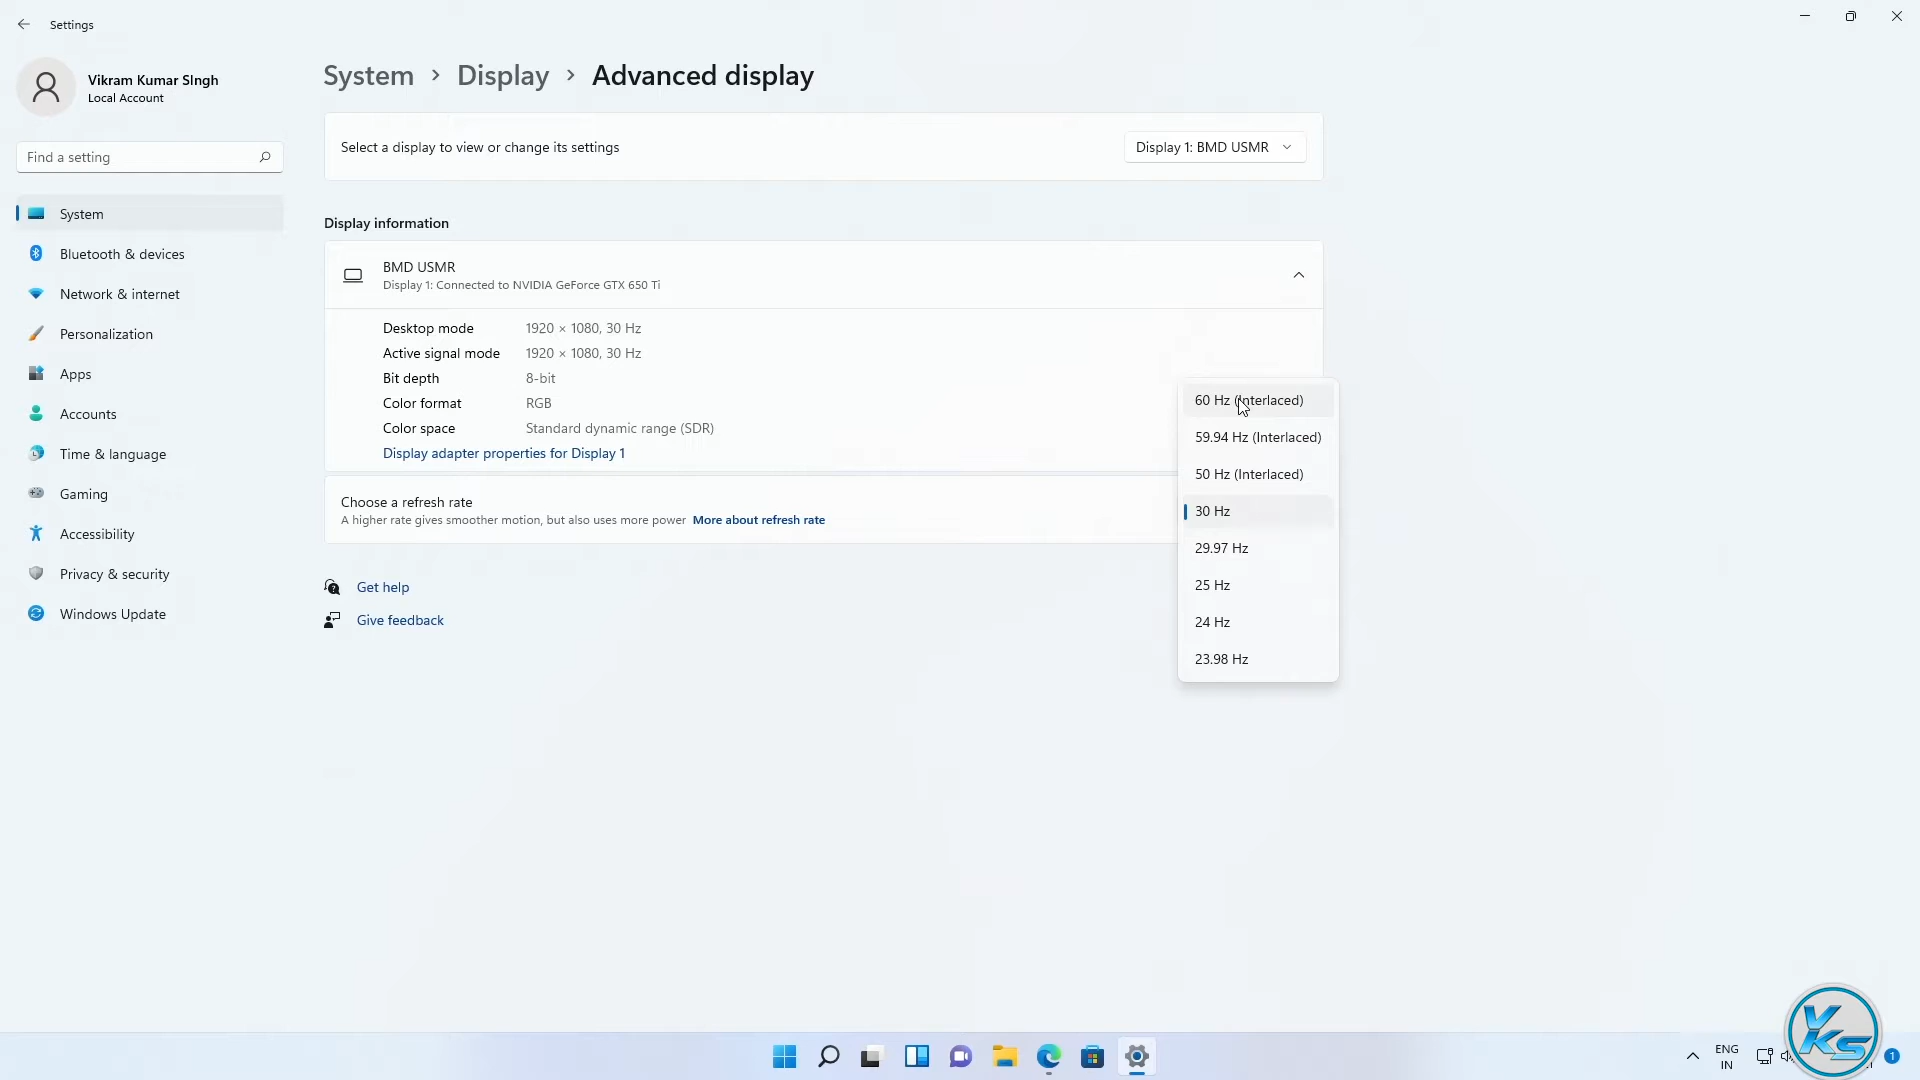 Settings
Vikram Kumar SIngh
Local Account
Find a setting
System
Bluetooth & devices
Network & internet
Personalization
Apps
Accounts
Time & language
Gaming
Accessibility
Privacy & security
Windows Update
System > Display > Advanced display
Select a display to view or change its settings
Display 1: BMD USMR
Display information
BMD USMR
Display 1: Connected to NVIDIA GeForce GTX 650 Ti
Desktop mode 1920 × 1080, 30 Hz
Active signal mode 1920 × 1080, 30 Hz
Bit depth 8-bit
Color format RGB
Color space Standard dynamic range (SDR)
Display adapter properties for Display 1
Choose a refresh rate
A higher rate gives smoother motion, but also uses more power More about refresh rate
60 Hz (Interlaced)
59.94 Hz (Interlaced)
50 Hz (Interlaced)
30 Hz
29.97 Hz
25 Hz
24 Hz
23.98 Hz
Get help
Give feedback
ENG
IN
VKS
1